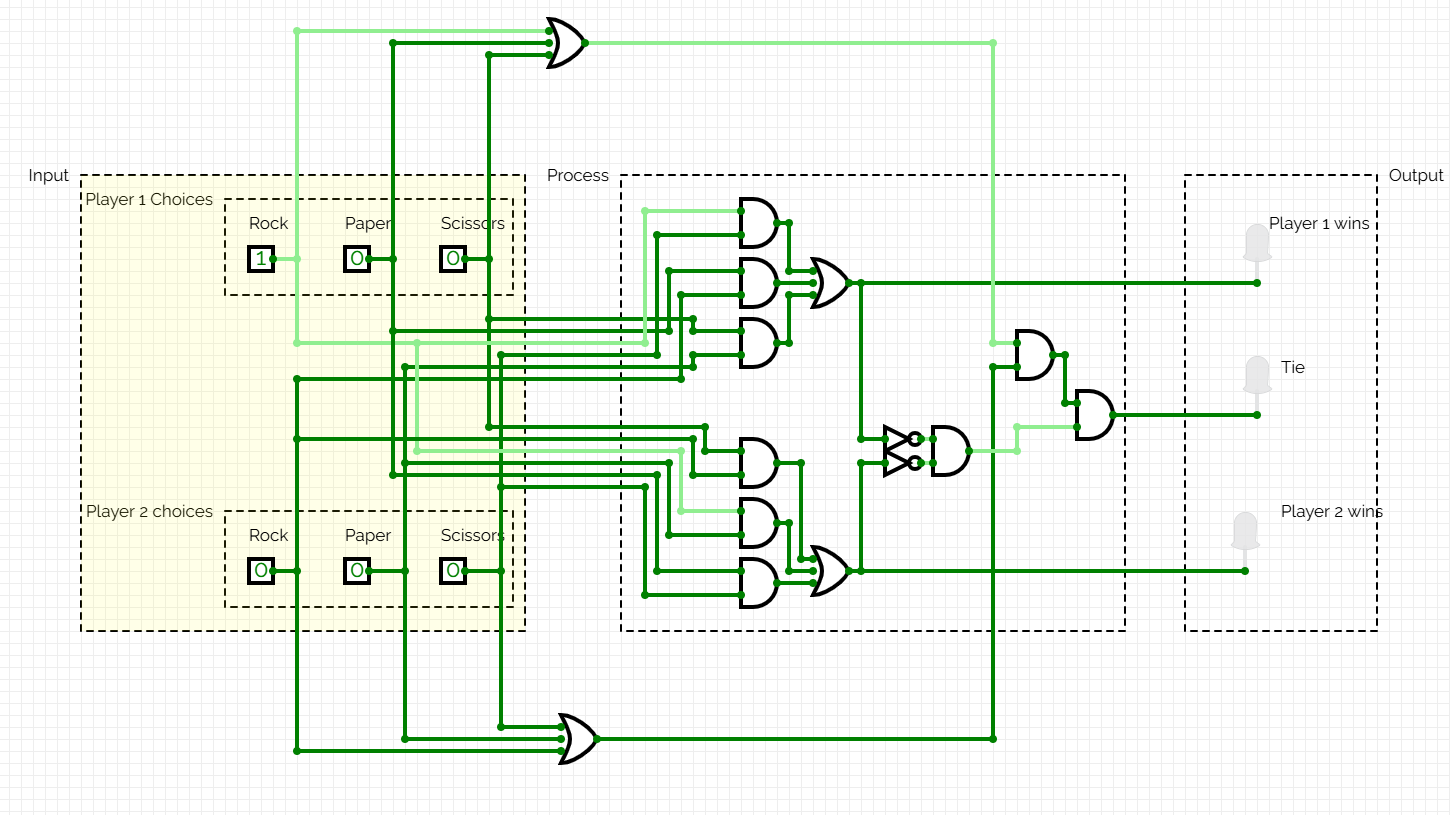 Input
Process
Output
Player 1 Choices
Rock
Paper
Scissors
1
0
0
Player 1 wins
Tie
Player 2 choices
Rock
Paper
Scissors
0
0
0
Player 2 wins